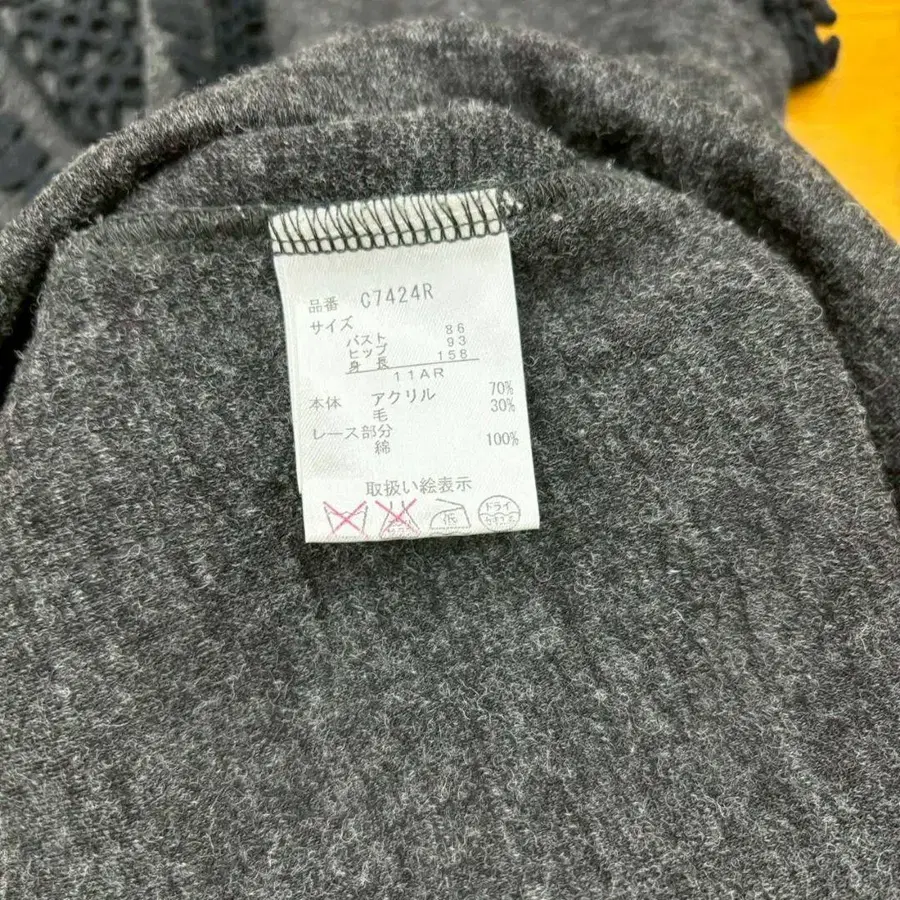 品番 C7424R
サイズ
バスト 86
ヒップ 93
身長 158
11AR
本体 アクリル 70%
毛 30%
レース部分
綿 100%
取扱い絵表示
低 ドライ